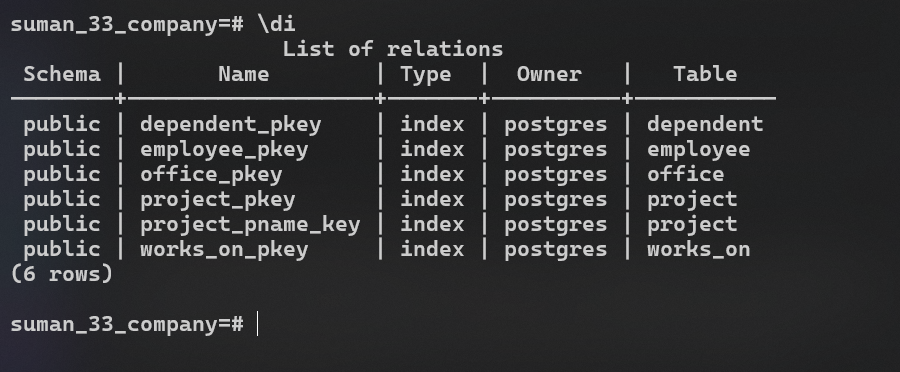 suman_33_company=# \di
List of relations
Schema | Name | Type | Owner | Table
--------+--------------------+-------+----------+-----------
public | dependent_pkey | index | postgres | dependent
public | employee_pkey | index | postgres | employee
public | office_pkey | index | postgres | office
public | project_pkey | index | postgres | project
public | project_pname_key | index | postgres | project
public | works_on_pkey | index | postgres | works_on
(6 rows)
suman_33_company=#